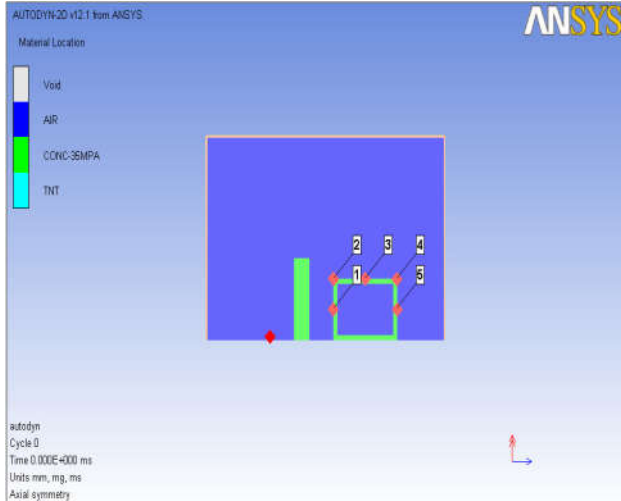 AUTODYN-2D v12.1 from ANSYS
ANSYS
Material Location
Void
AIR
CONC-35MPA
TNT
2
3
4
1
5
autodyn
Cycle 0
Time 0.000E+000 ms
Units mm, mg, ms
Axial symmetry